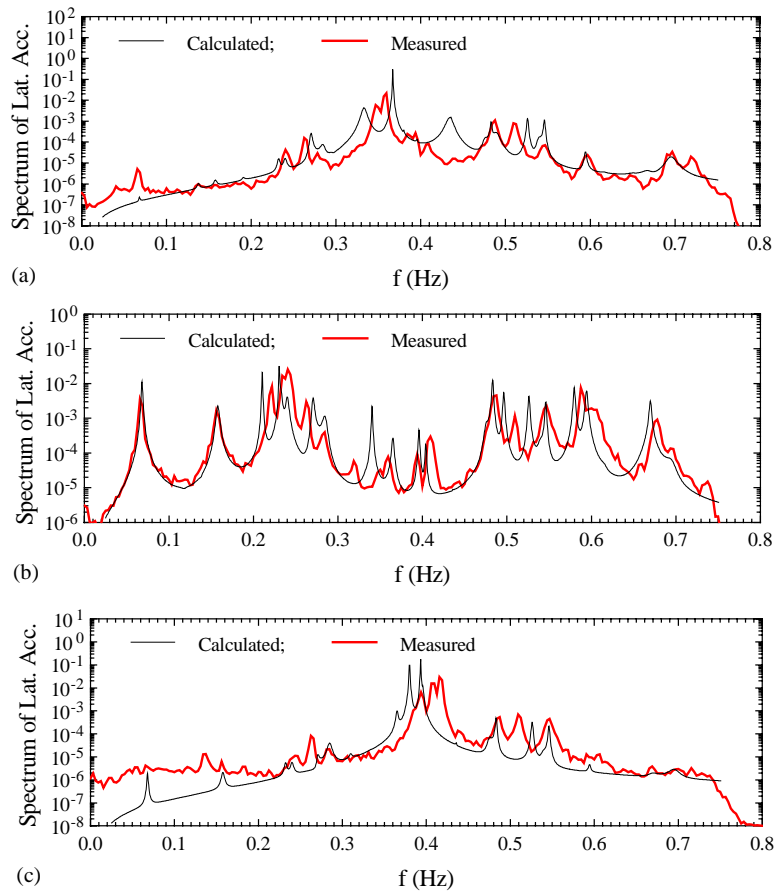 10^2
10^1
10^0
10^-1
10^-2
10^-3
10^-4
10^-5
10^-6
10^-7
10^-8
Spectrum of Lat. Acc.
Calculated; Measured
0.0 0.1 0.2 0.3 0.4 0.5 0.6 0.7 0.8
f (Hz)
(a)
10^0
10^-1
10^-2
10^-3
10^-4
10^-5
10^-6
Spectrum of Lat. Acc.
Calculated; Measured
0.0 0.1 0.2 0.3 0.4 0.5 0.6 0.7 0.8
f (Hz)
(b)
10^1
10^0
10^-1
10^-2
10^-3
10^-4
10^-5
10^-6
10^-7
10^-8
Spectrum of Lat. Acc.
Calculated; Measured
0.0 0.1 0.2 0.3 0.4 0.5 0.6 0.7 0.8
f (Hz)
(c)